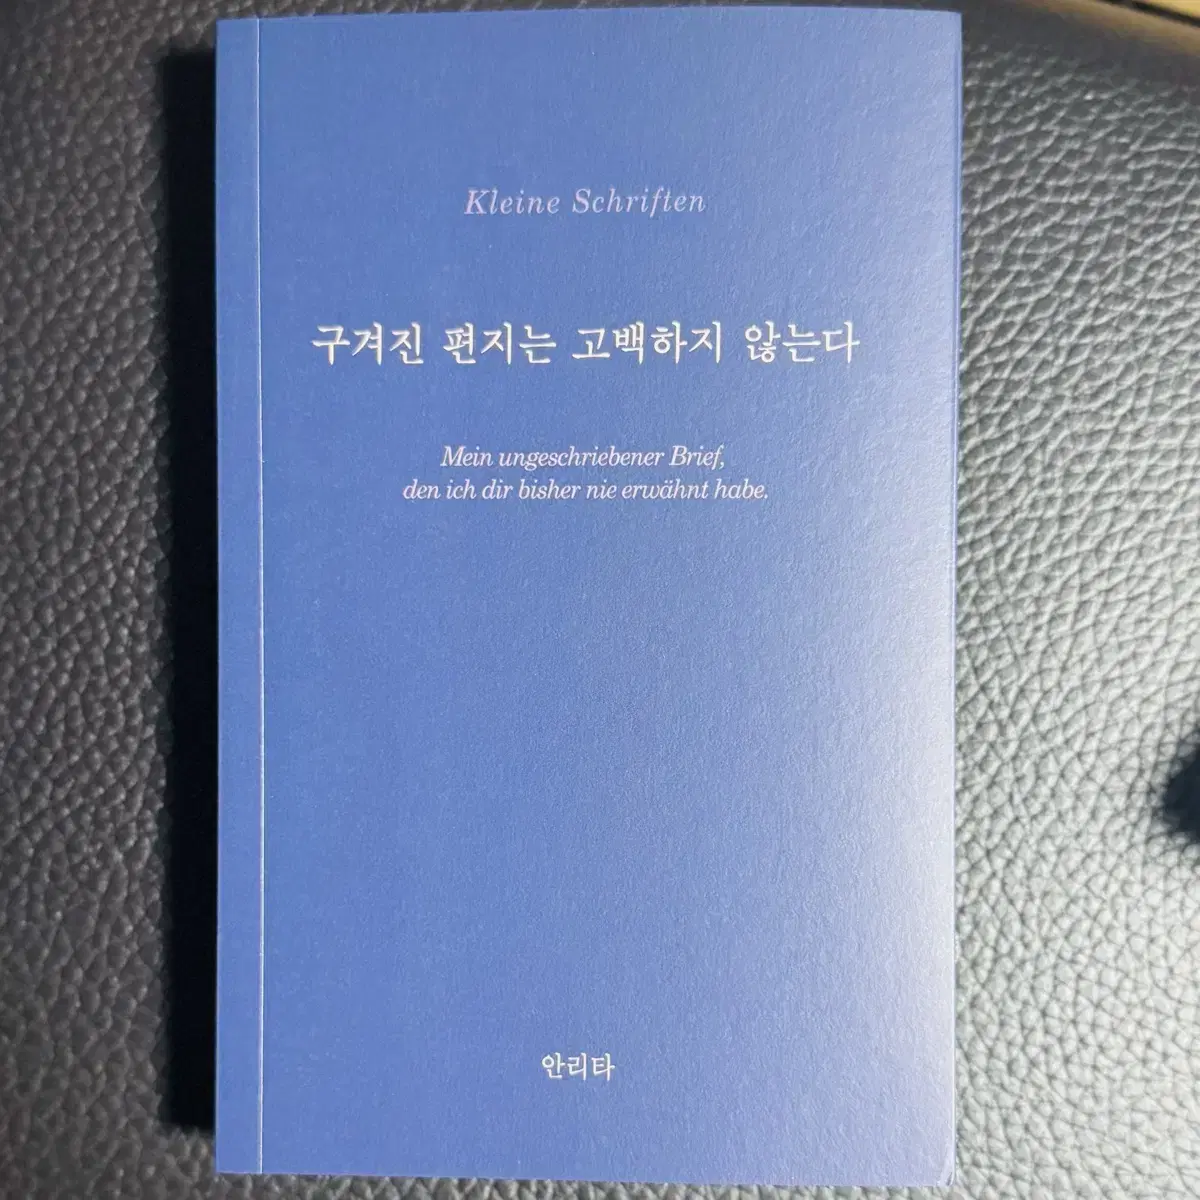 Kleine Schriften
구겨진 편지는 고백하지 않는다
Mein ungeschriebener Brief,
den ich dir bisher nie erwähnt habe.
안리타